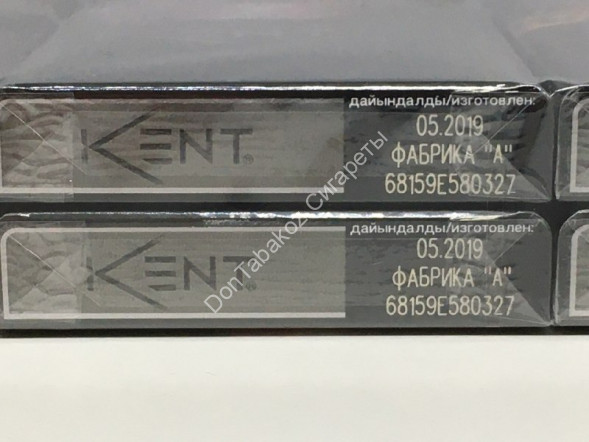 KENT.
дайындалды/изготовлен:
05.2019
ФАБРИКА "А"
68159E580327
KENT.
дайындалды/изготовлен:
05.2019
ФАБРИКА "А"
68159E580327
DonTabakoz Сигареты